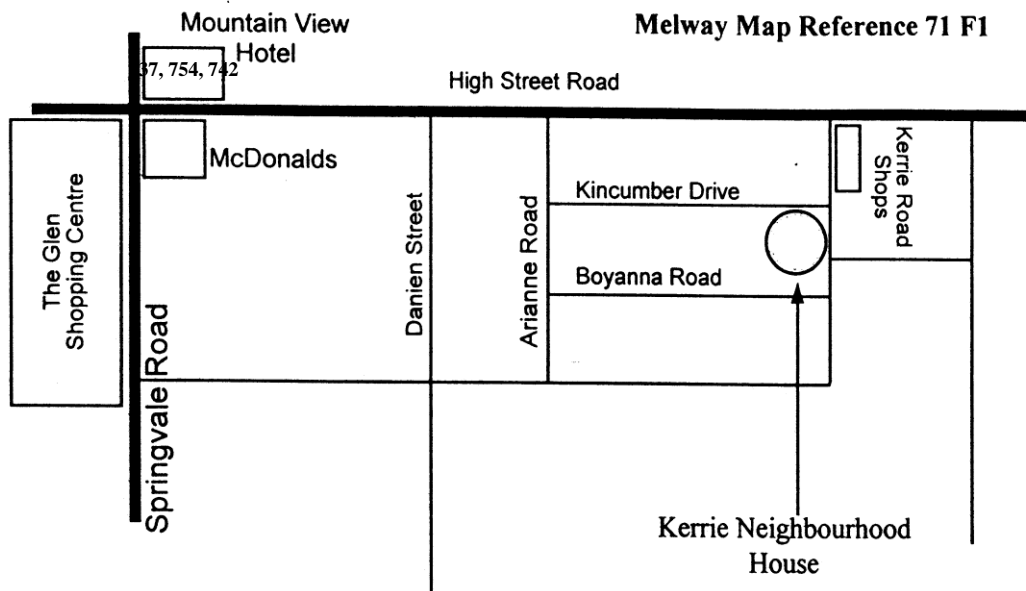 Mountain View
Hotel
Melway Map Reference 71 F1
37, 754, 742
High Street Road
McDonalds
The Glen
Shopping Centre
Springvale Road
Danien Street
Arianne Road
Kincumber Drive
Boyanna Road
Kerrie Road
Shops
Kerrie Neighbourhood
House